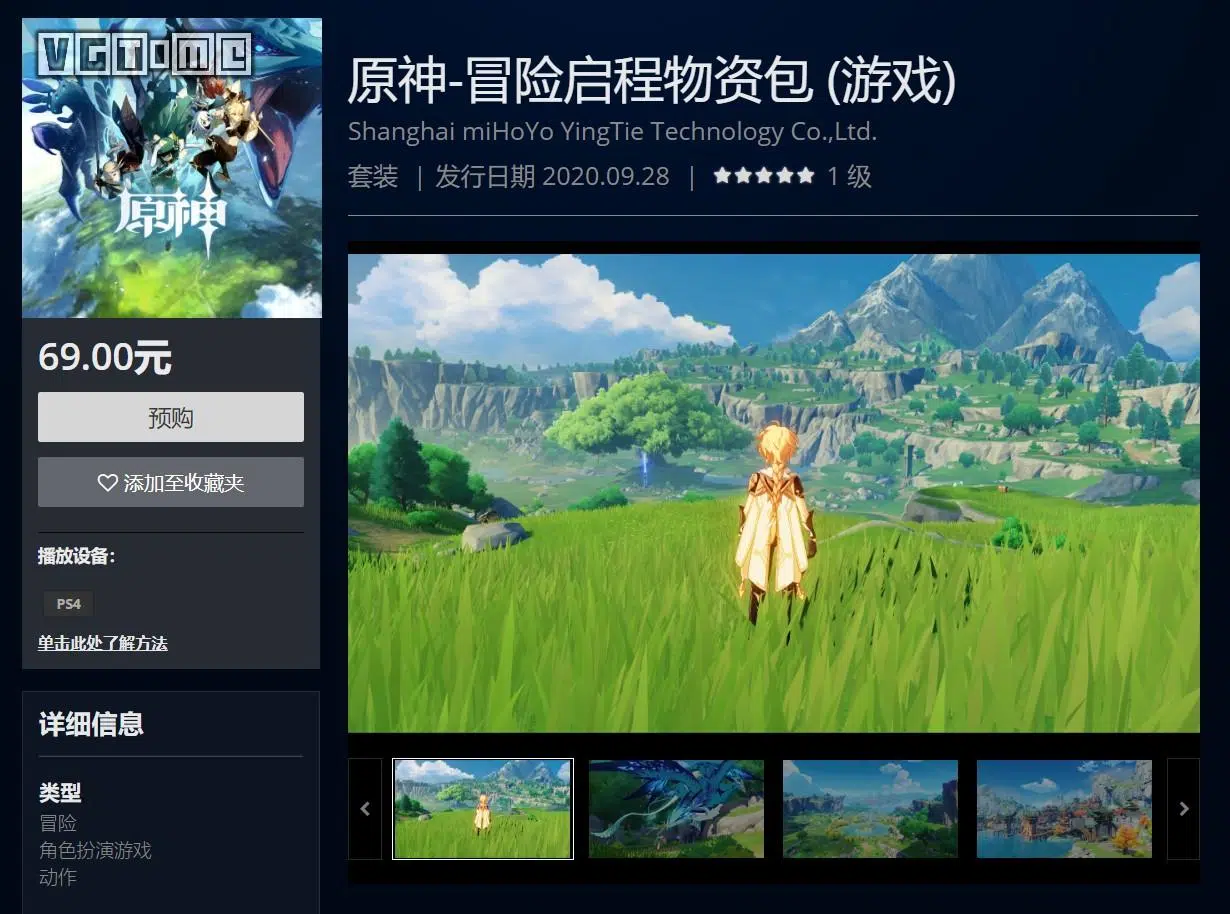 VGTIME
原神
原神-冒险启程物资包 (游戏)
Shanghai miHoYo YingTie Technology Co.,Ltd.
套装 | 发行日期 2020.09.28 | ★★★★★ 1 级
69.00元
预购
♡ 添加至收藏夹
播放设备:
PS4
单击此处了解方法
详细信息
类型
冒险
角色扮演游戏
动作